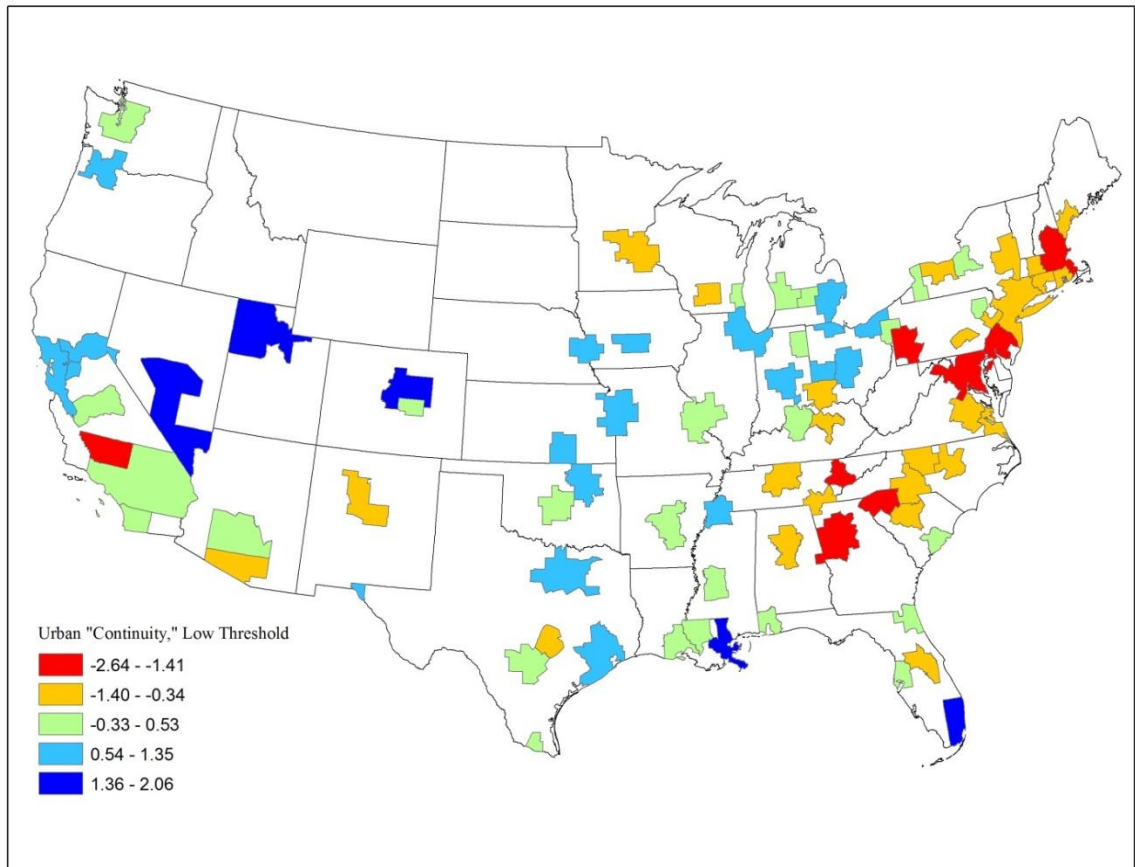 Urban "Continuity," Low Threshold
-2.64 - -1.41
-1.40 - -0.34
-0.33 - 0.53
0.54 - 1.35
1.36 - 2.06